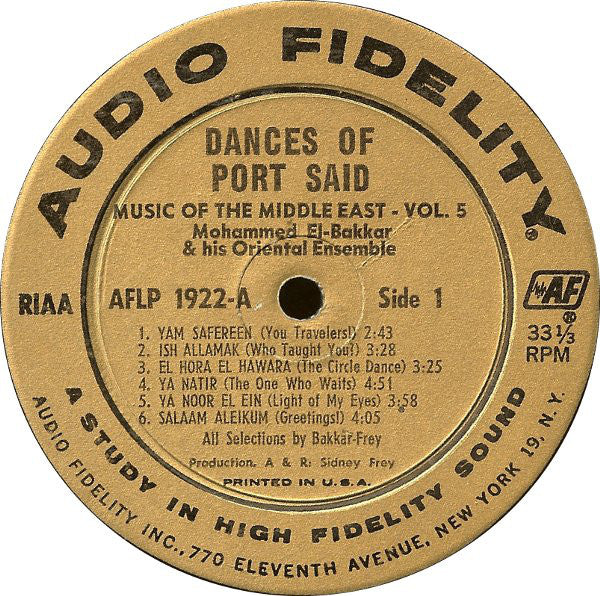 AUDIO FIDELITY®
DANCES OF
PORT SAID
MUSIC OF THE MIDDLE EAST - VOL. 5
Mohammed El-Bakkar
& his Oriental Ensemble
RIAA
AFLP 1922-A
Side 1
AF®
33 1/3
RPM
1. YAM SAFEREEN (You Travelers!) 2:43
2. ISH ALLAMAK (Who Taught You?) 3:28
3. EL HORA EL HAWARA (The Circle Dance) 3:25
4. YA NATIR (The One Who Waits) 4:51
5. YA NOOR EL EIN (Light of My Eyes) 3:58
6. SALAAM ALEIKUM (Greetings!) 4:05
All Selections by Bakkar-Frey
Production. A & R: Sidney Frey
PRINTED IN U.S.A.
A STUDY IN HIGH FIDELITY SOUND
AUDIO FIDELITY INC., 770 ELEVENTH AVENUE, NEW YORK 19, N. Y.